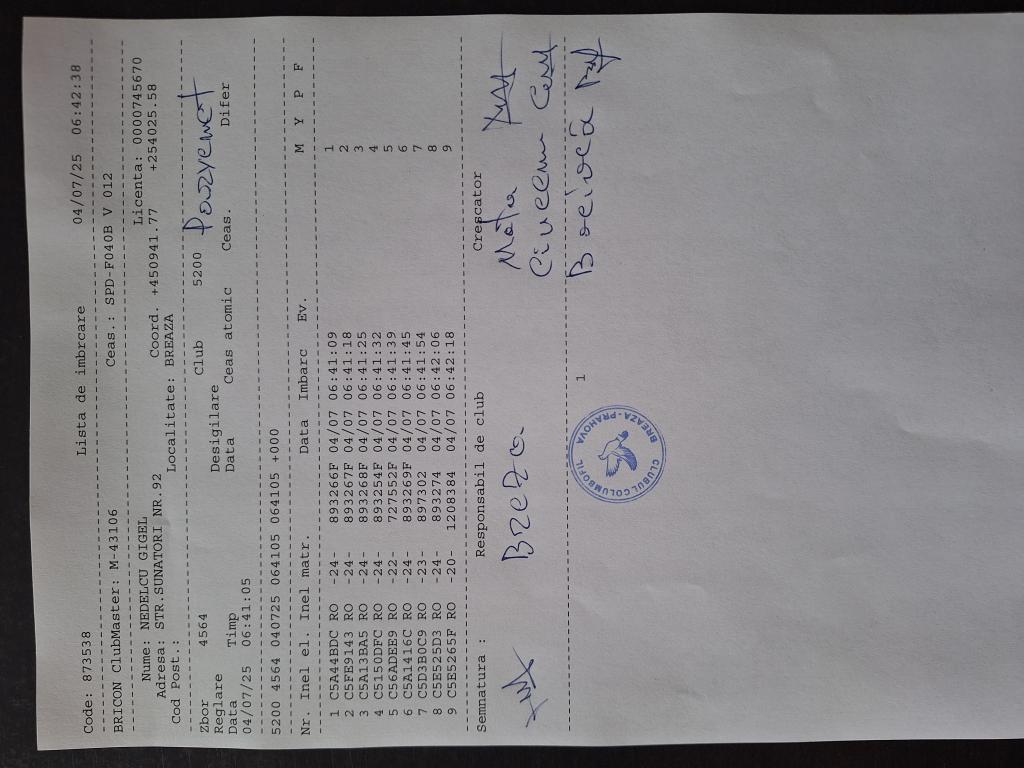 Code: 873538 Lista de imbrcare 04/07/25 06:42:38
BRICON ClubMaster: M-43106 Ceas.: SPD-F040B V 012
Nume: NEDELCU GIGEL Licenta: 0000745670
Adresa: STR.SUNATORI NR.92 Coord. +450941.77 +254025.58
Cod Post.: Localitate: BREAZA
Zbor 4564 Club 5200
Reglare Desigilare
Data Timp Data Ceas atomic Ceas. Difer
04/07/25 06:41:05
5200 4564 040725 064105 064105 +000
Nr. Inel el. Inel matr. Data Imbarc Ev. M Y P F
1 C5A44BDC RO -24- 893266F 04/07 06:41:09 1
2 C5FE9143 RO -24- 893267F 04/07 06:41:18 2
3 C5A13BA5 RO -24- 893268F 04/07 06:41:25 3
4 C5150DFC RO -24- 893254F 04/07 06:41:32 4
5 C56ADEE9 RO -22- 727552F 04/07 06:41:39 5
6 C5A1416C RO -24- 893269F 04/07 06:41:45 6
7 C5D3B0C9 RO -23- 897302 04/07 06:41:54 7
8 C5E525D3 RO -24- 893274 04/07 06:42:06 8
9 C5E5265F RO -20- 1208384 04/07 06:42:18 9
Semnatura : Responsabil de club Crescator
1
CLUBUL COLUMBOFIL
BREAZA-PRAHOVA